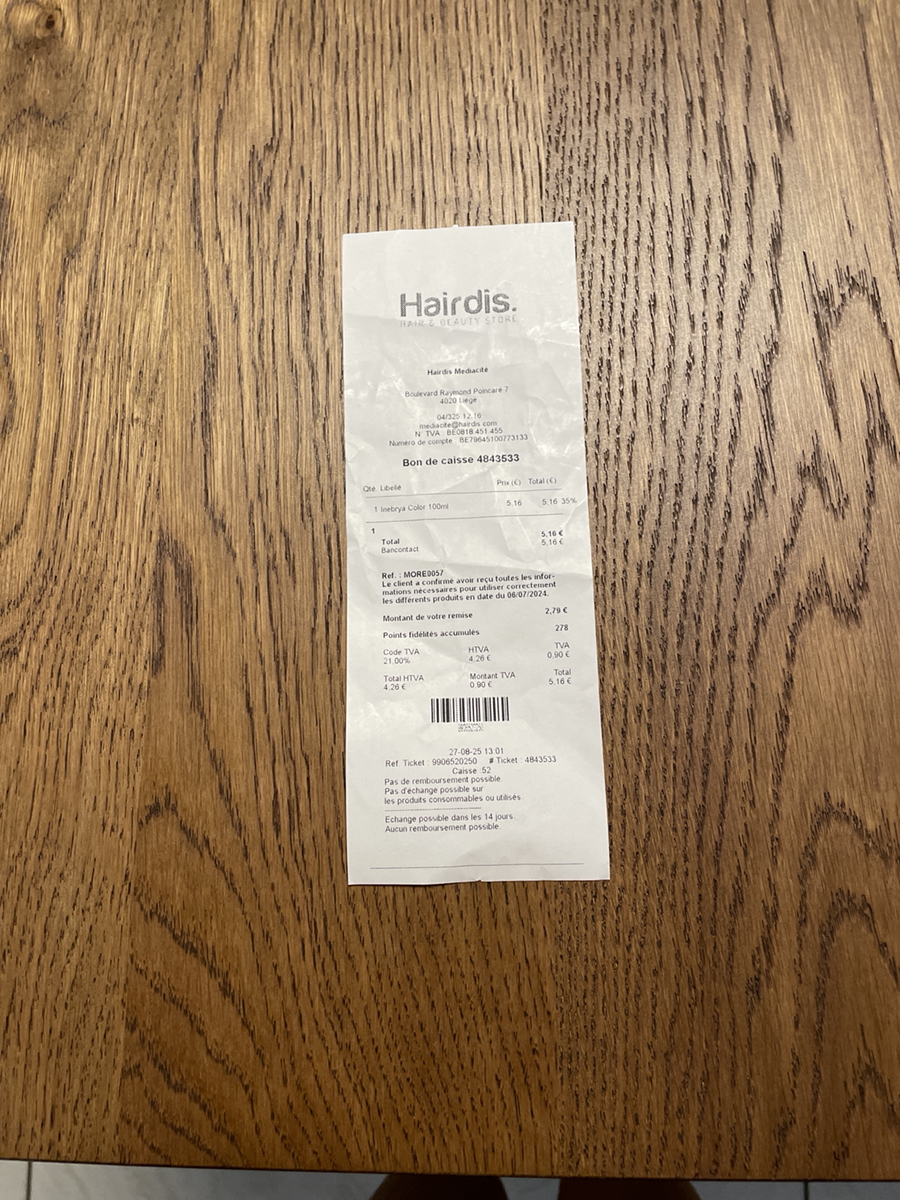 Hairdis.
HAIR & BEAUTY STORE
Hairdis Mediacité
Boulevard Raymond Poincaré 7
4020 Liège
04/325.12.16
mediacite@hairdis.com
N° TVA : BE0818.451.455
Numéro de compte : BE79645100773133
Bon de caisse 4843533
Qté. Libellé Prix (€) Total (€)
1 Inebrya Color 100ml 5.16 5.16 35%
1 5,16 €
Total 5,16 €
Bancontact
Ref. : MORE0057
Le client a confirmé avoir reçu toutes les infor-
mations nécessaires pour utiliser correctement
les différents produits en date du 06/07/2024.
Montant de votre remise 2,79 €
Points fidélités accumulés 278
Code TVA HTVA TVA
21,00% 4.26 € 0.90 €
Total HTVA Montant TVA Total
4.26 € 0.90 € 5.16 €
27-08-25 13:01
Ref. Ticket : 9906520250 # Ticket : 4843533
Caisse 52
Pas de remboursement possible.
Pas d'échange possible sur
les produits consommables ou utilisés
Echange possible dans les 14 jours.
Aucun remboursement possible.